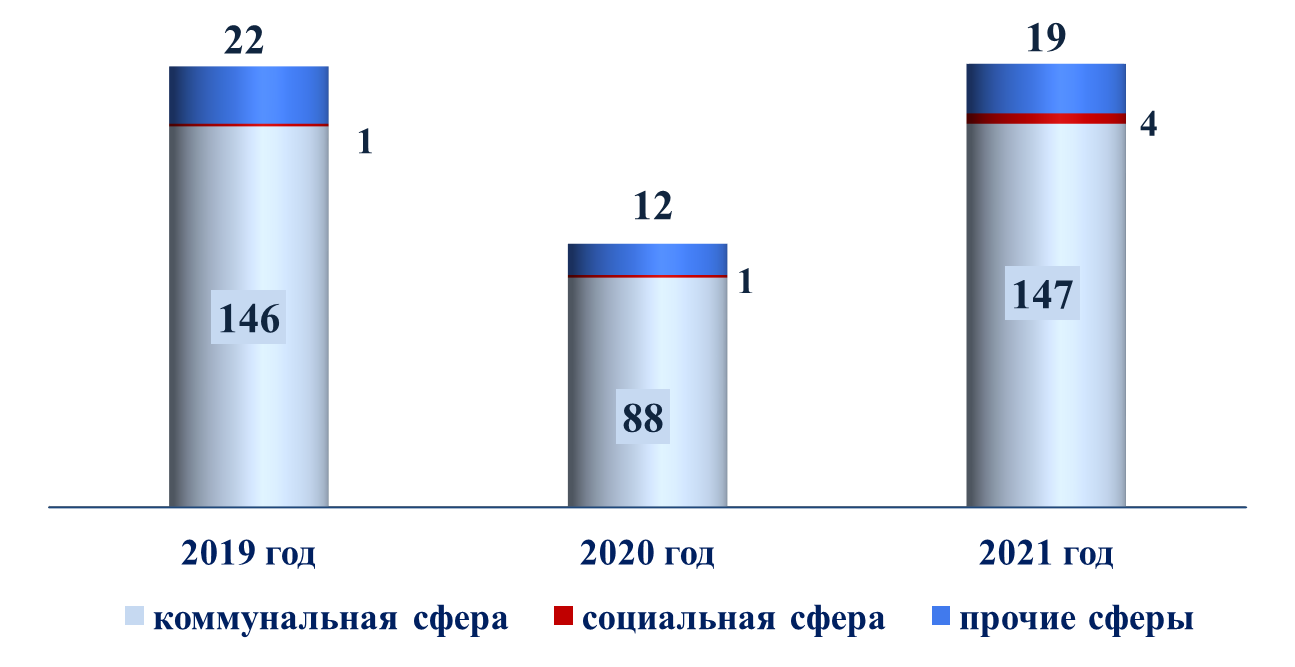 22
19
1
4
12
1
146
147
88
2019 год
2020 год
2021 год
коммунальная сфера
социальная сфера
прочие сферы